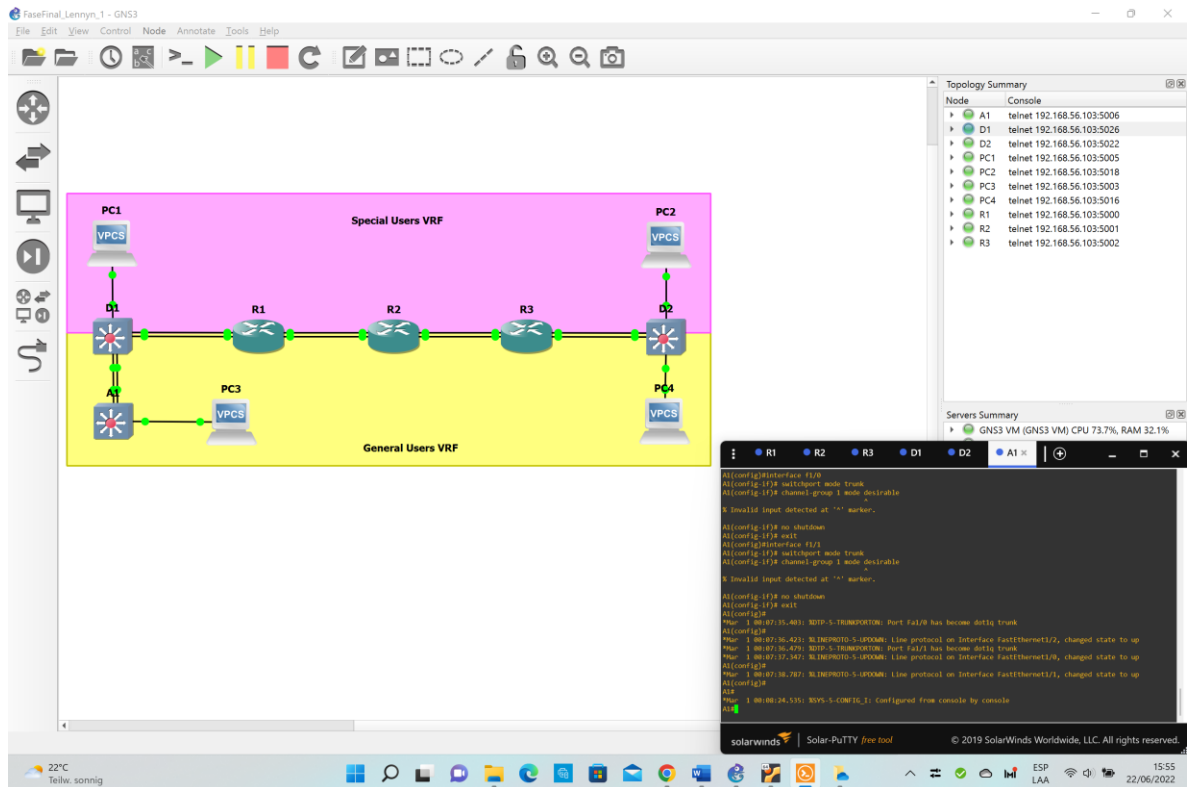 FaseFinal_Lennyn_1 - GNS3
File Edit View Control Node Annotate Tools Help
Topology Summary
Node Console
A1 telnet 192.168.56.103:5006
D1 telnet 192.168.56.103:5026
D2 telnet 192.168.56.103:5022
PC1 telnet 192.168.56.103:5005
PC2 telnet 192.168.56.103:5018
PC3 telnet 192.168.56.103:5003
PC4 telnet 192.168.56.103:5016
R1 telnet 192.168.56.103:5000
R2 telnet 192.168.56.103:5001
R3 telnet 192.168.56.103:5002
PC1
Special Users VRF
PC2
VPCS
VPCS
D1
R1
R2
R3
D2
A1
PC3
PC4
VPCS
VPCS
General Users VRF
Servers Summary
GNS3 VM (GNS3 VM) CPU 73.7%, RAM 32.1%
R1 R2 R3 D1 D2 A1
A1(config)#interface f1/0
A1(config-if)# switchport mode trunk
A1(config-if)# channel-group 1 mode desirable
^
% Invalid input detected at '^' marker.
A1(config-if)# no shutdown
A1(config-if)# exit
A1(config)#interface f1/1
A1(config-if)# switchport mode trunk
A1(config-if)# channel-group 1 mode desirable
^
% Invalid input detected at '^' marker.
A1(config-if)# no shutdown
A1(config-if)# exit
A1(config)#
*Mar 1 00:07:35.403: %DTP-5-TRUNKPORTON: Port Fa1/0 has become dot1q trunk
A1(config)#
*Mar 1 00:07:36.423: %LINEPROTO-5-UPDOWN: Line protocol on Interface FastEthernet1/2, changed state to up
*Mar 1 00:07:36.479: %DTP-5-TRUNKPORTON: Port Fa1/1 has become dot1q trunk
*Mar 1 00:07:37.347: %LINEPROTO-5-UPDOWN: Line protocol on Interface FastEthernet1/0, changed state to up
A1(config)#
*Mar 1 00:07:38.787: %LINEPROTO-5-UPDOWN: Line protocol on Interface FastEthernet1/1, changed state to up
A1(config)#
A1#
*Mar 1 00:08:24.535: %SYS-5-CONFIG_I: Configured from console by console
A1#
solarwinds Solar-PuTTY free tool © 2019 SolarWinds Worldwide, LLC. All rights reserved.
22°C
Teilw. sonnig
ESP
LAA
15:55
22/06/2022